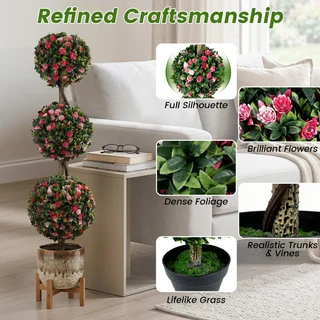 Refined Craftsmanship
Full Silhouette
Brilliant Flowers
Dense Foliage
Realistic Trunks
& Vines
Lifelike Grass